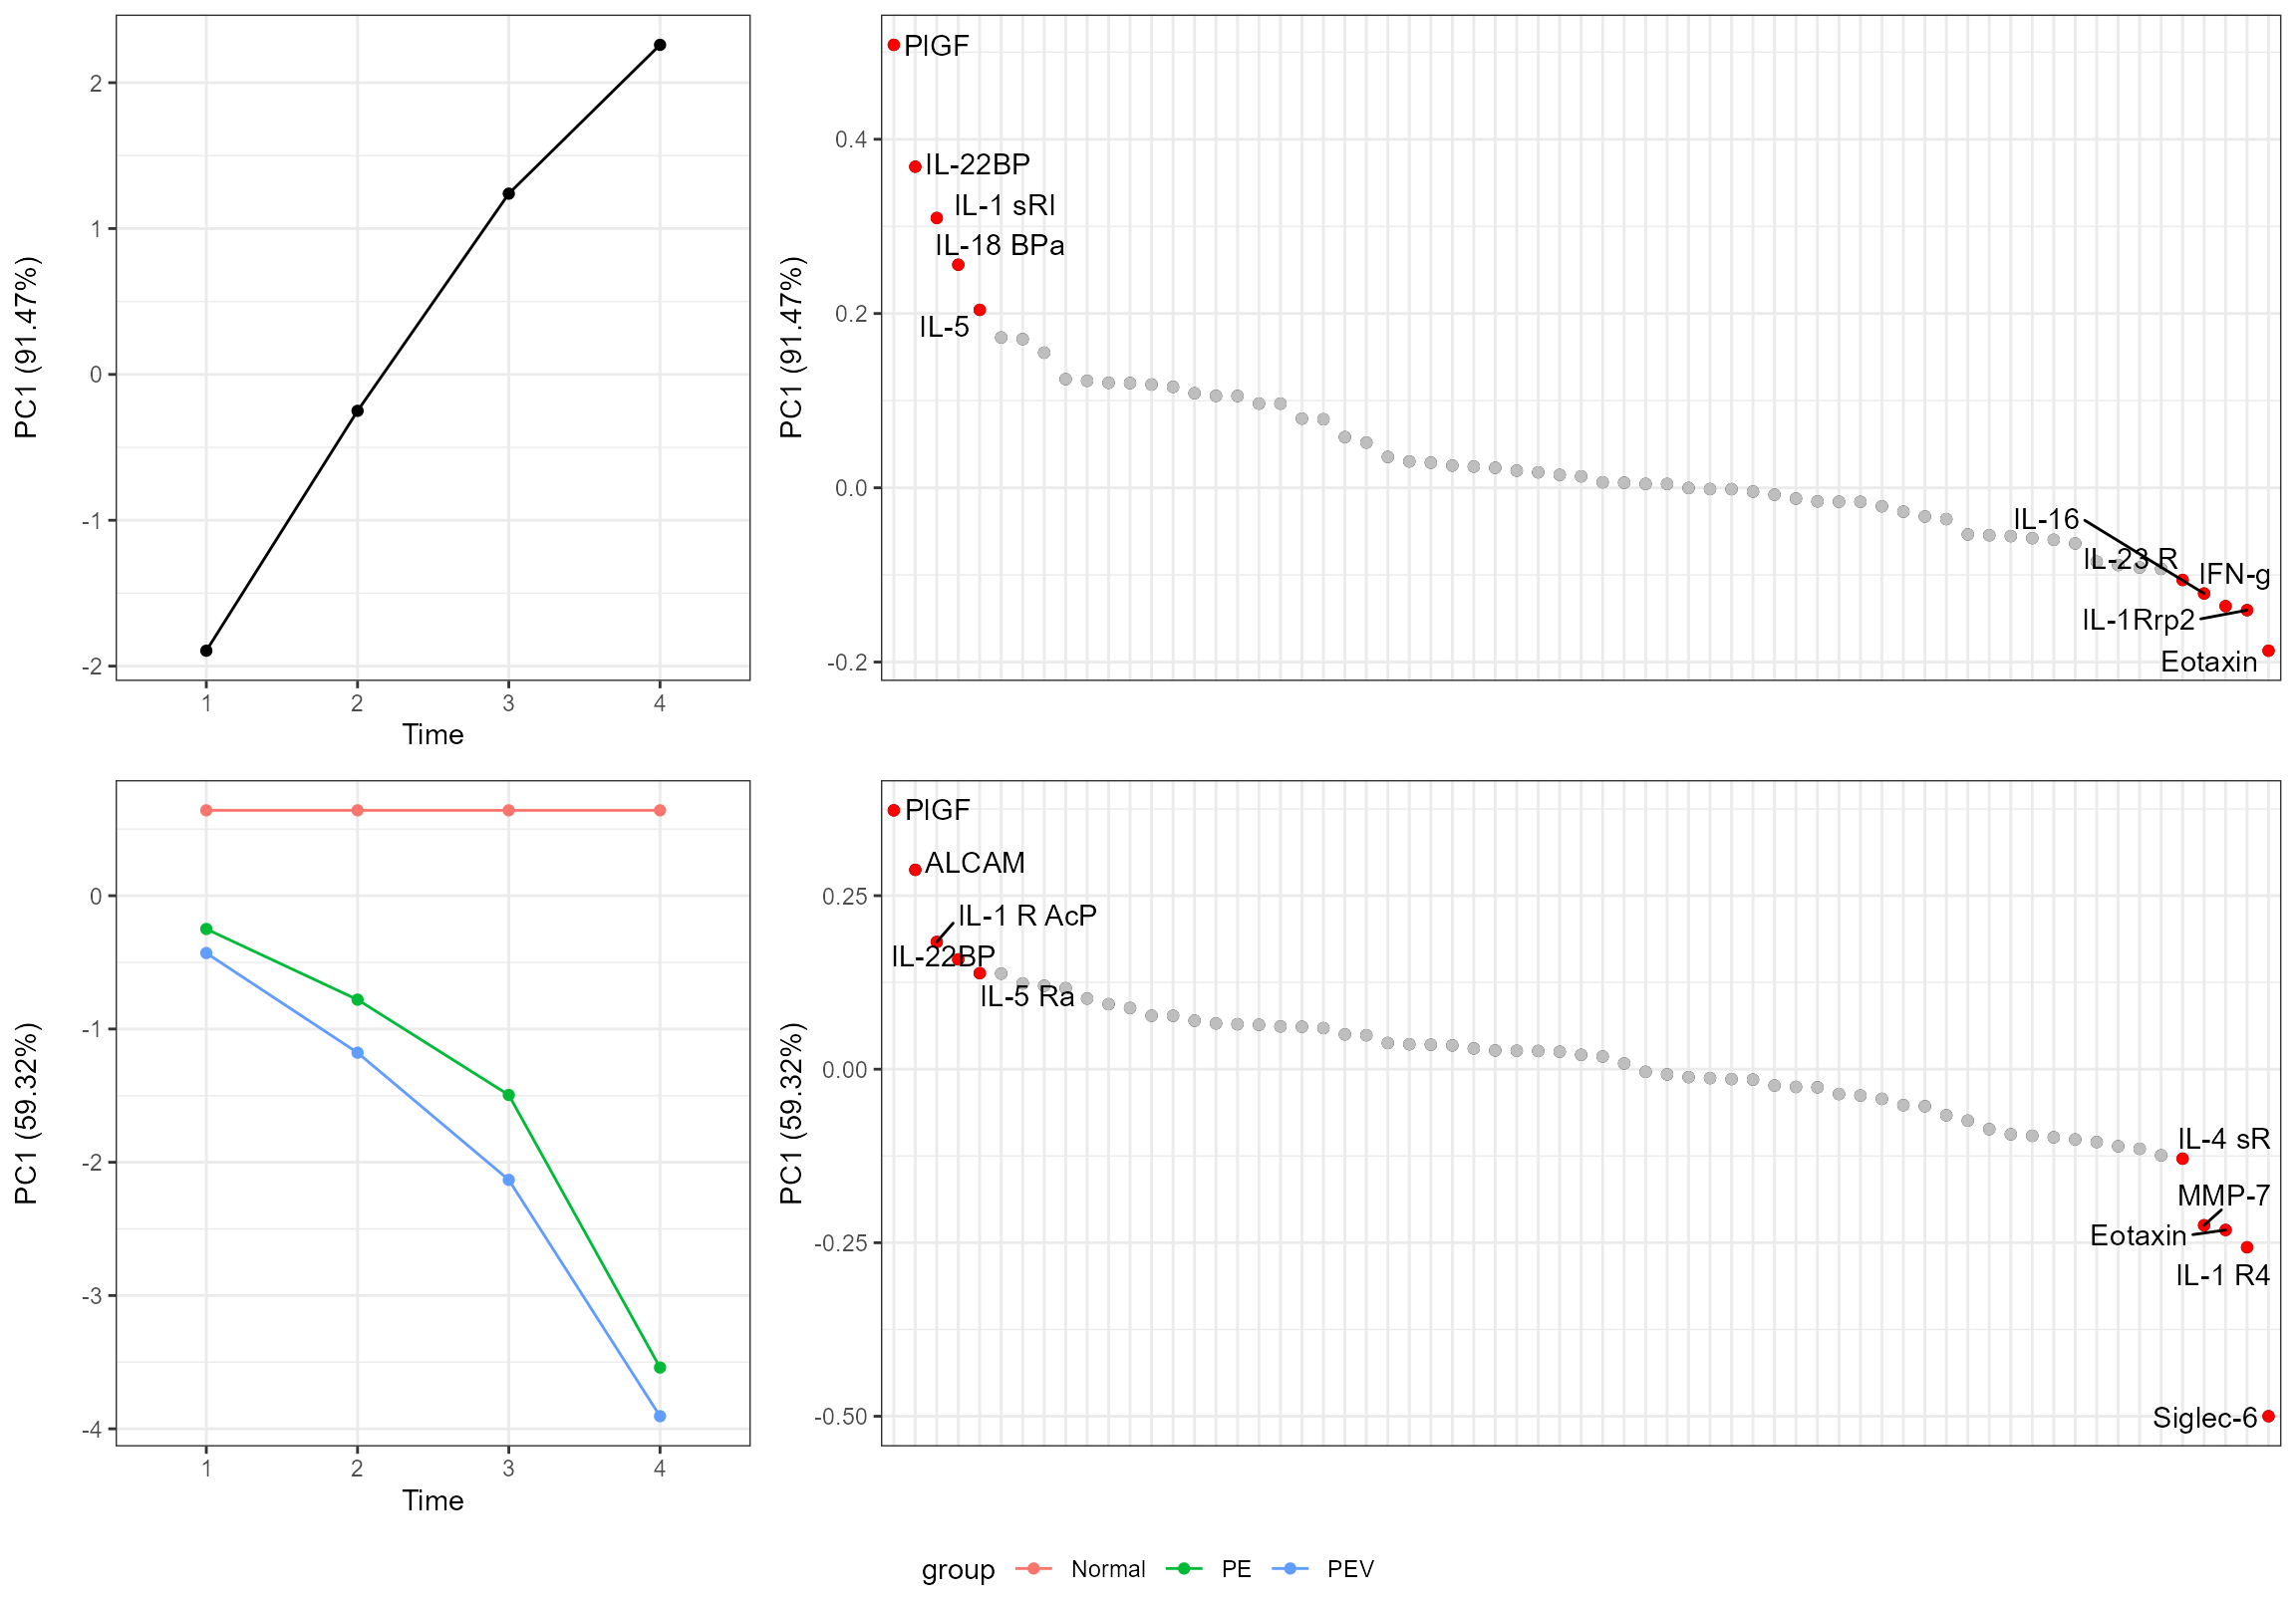 PC1 (91.47%)
2
1
0
-1
-2
1 2 3 4
Time
PC1 (91.47%)
0.4
0.2
0.0
-0.2
PlGF
IL-22BP
IL-1 sRI
IL-18 BPa
IL-5
IL-16
IL-23 R
IFN-g
IL-1Rrp2
Eotaxin
PC1 (59.32%)
0
-1
-2
-3
-4
1 2 3 4
Time
PC1 (59.32%)
0.25
0.00
-0.25
-0.50
PlGF
ALCAM
IL-1 R AcP
IL-22BP
IL-5 Ra
IL-4 sR
MMP-7
Eotaxin
IL-1 R4
Siglec-6
group Normal PE PEV